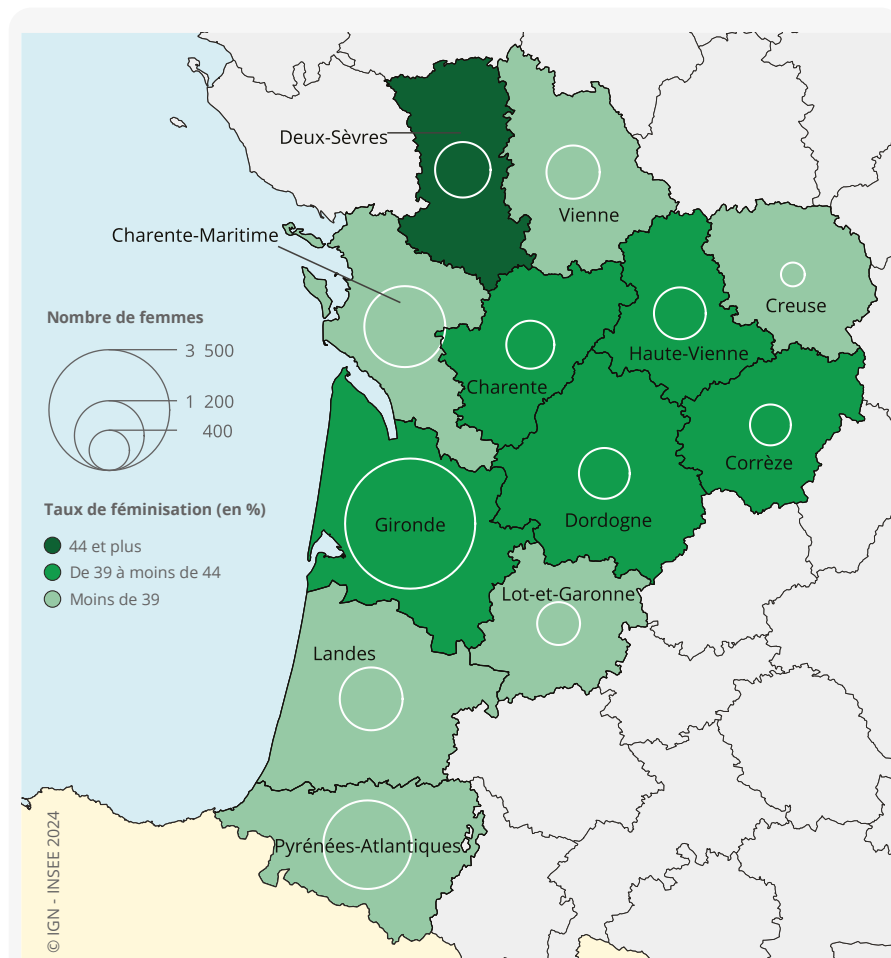 Deux-Sèvres
Vienne
Charente-Maritime
Creuse
Nombre de femmes
3 500
1 200
400
Haute-Vienne
Charente
Corrèze
Taux de féminisation (en %)
44 et plus
De 39 à moins de 44
Moins de 39
Gironde
Dordogne
Lot-et-Garonne
Landes
Pyrénées-Atlantiques
© IGN - INSEE 2024